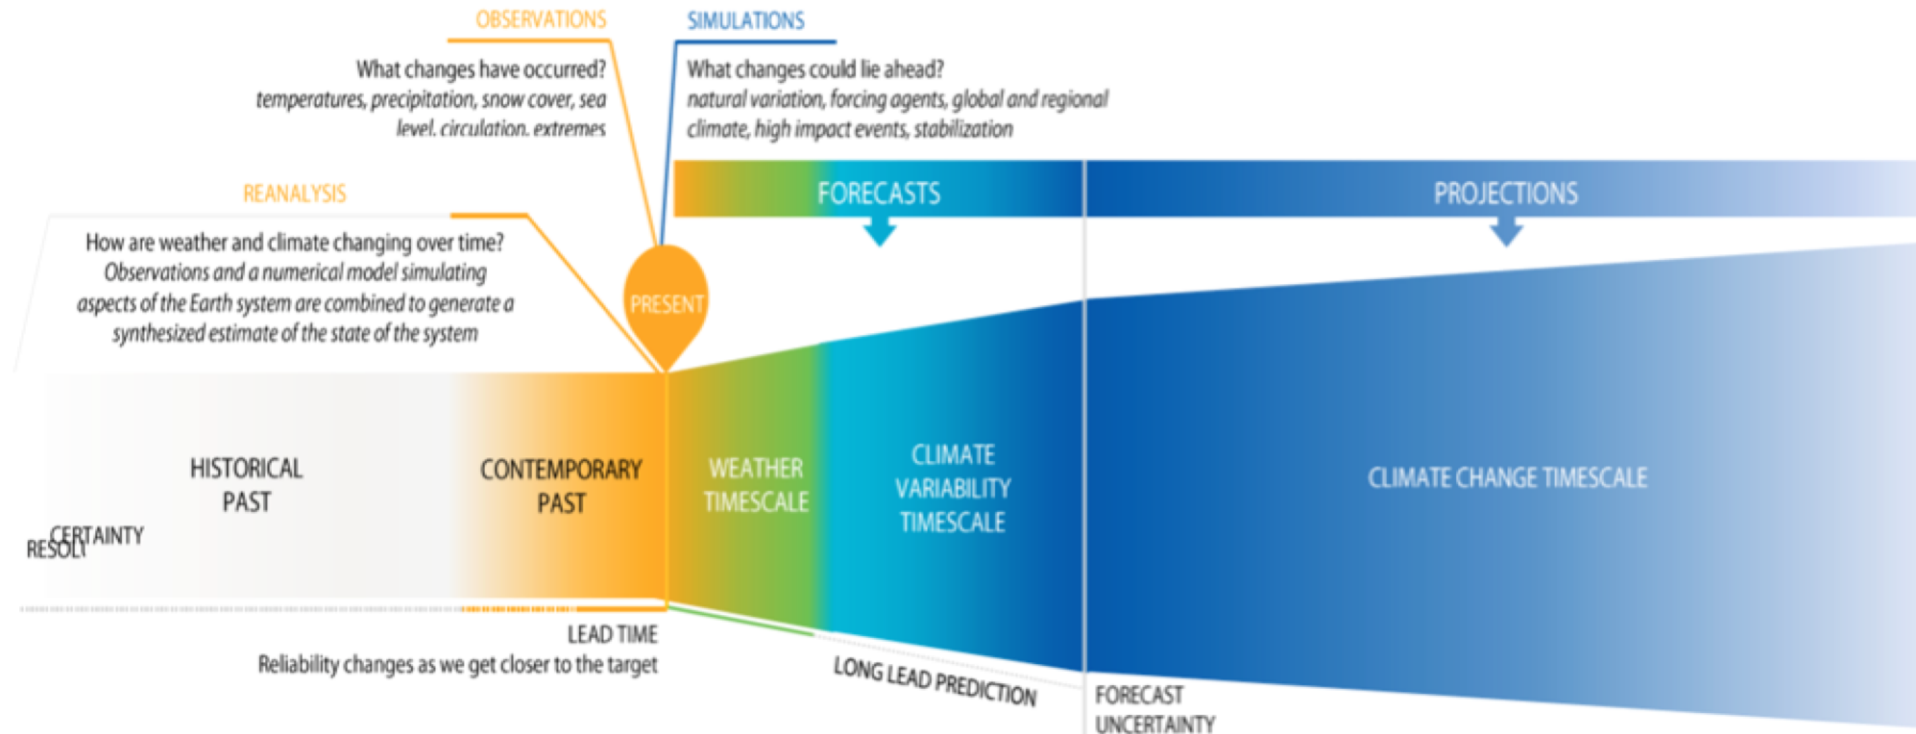 OBSERVATIONS
What changes have occurred?
temperatures, precipitation, snow cover, sea
level, circulation, extremes
SIMULATIONS
What changes could lie ahead?
natural variation, forcing agents, global and regional
climate, high impact events, stabilization
REANALYSIS
How are weather and climate changing over time?
Observations and a numerical model simulating
aspects of the Earth system are combined to generate a
synthesized estimate of the state of the system
PRESENT
FORECASTS
PROJECTIONS
HISTORICAL
PAST
CONTEMPORARY
PAST
WEATHER
TIMESCALE
CLIMATE
VARIABILITY
TIMESCALE
CLIMATE CHANGE TIMESCALE
CERTAINTY
LEAD TIME
Reliability changes as we get closer to the target
LONG LEAD PREDICTION
FORECAST
UNCERTAINTY